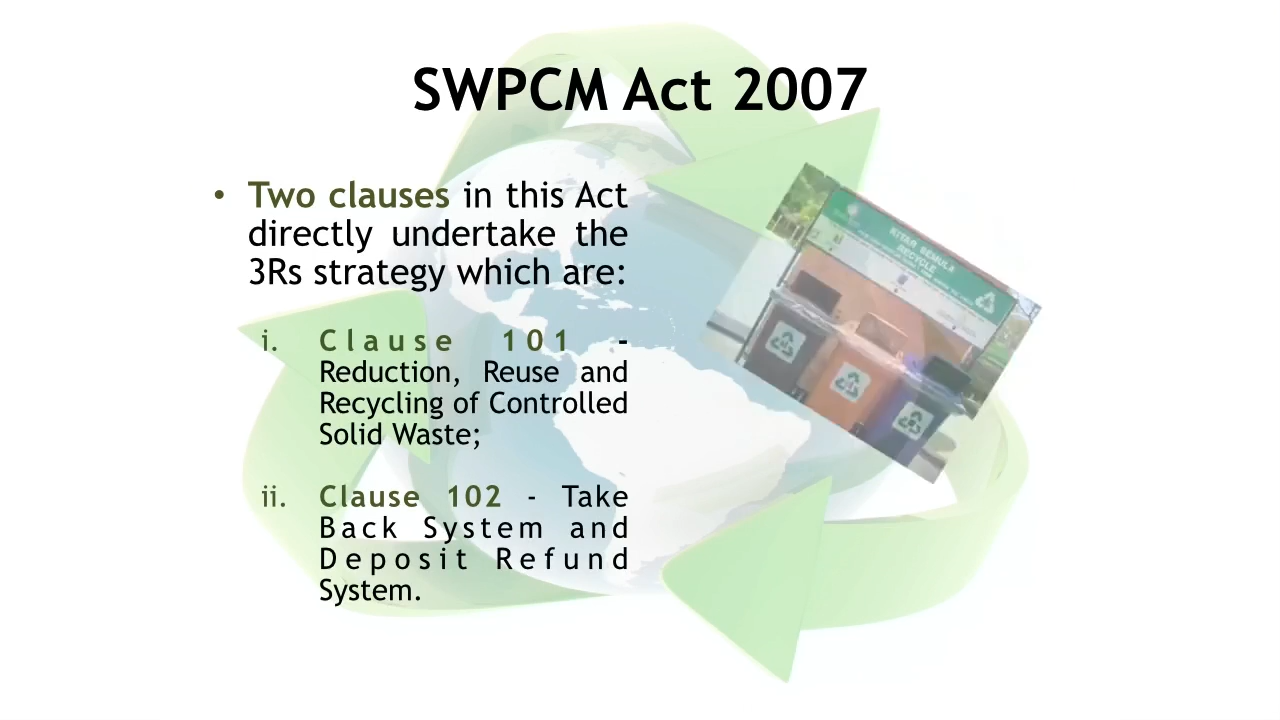 SWPCM Act 2007
• Two clauses in this Act
directly undertake the
3Rs strategy which are:
i. Clause 101 -
Reduction, Reuse and
Recycling of Controlled
Solid Waste;
ii. Clause 102 - Take
Back System and
Deposit Refund
System.
KITAR SEMULA
RECYCLE